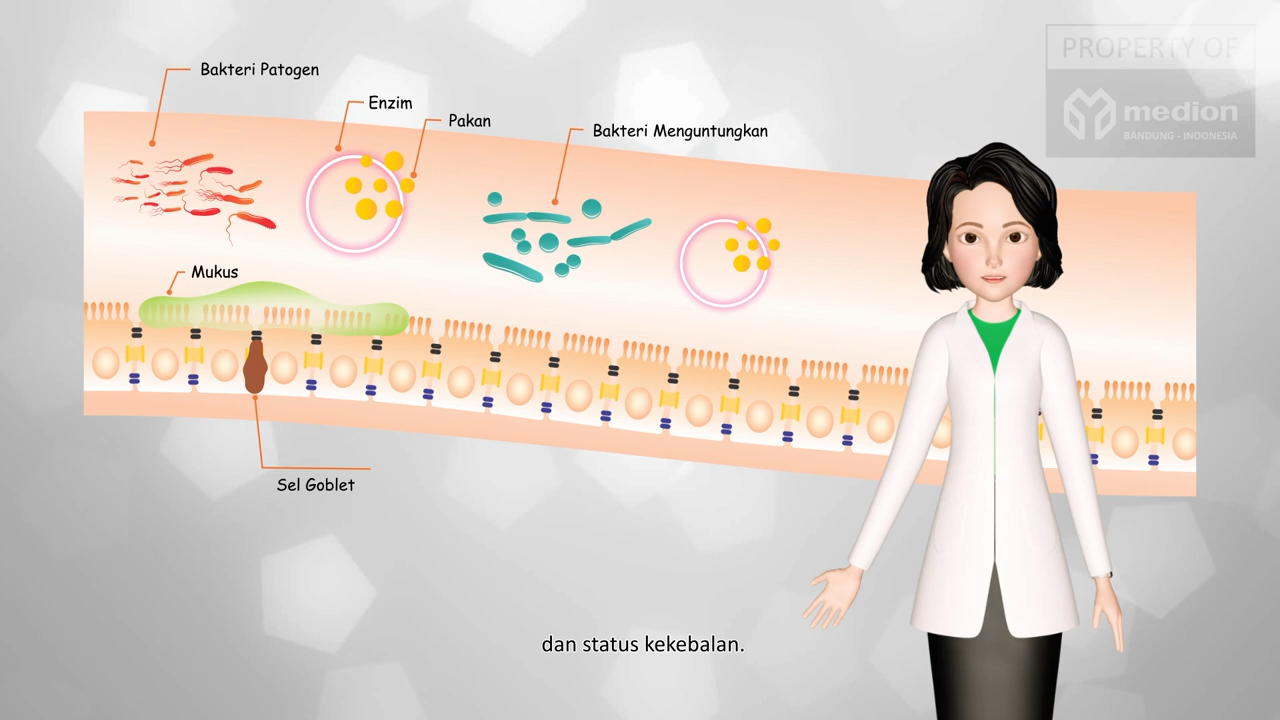 PROPERTY OF
medion
BANDUNG - INDONESIA
Bakteri Patogen
Enzim
Pakan
Bakteri Menguntungkan
Mukus
Sel Goblet
dan status kekebalan.